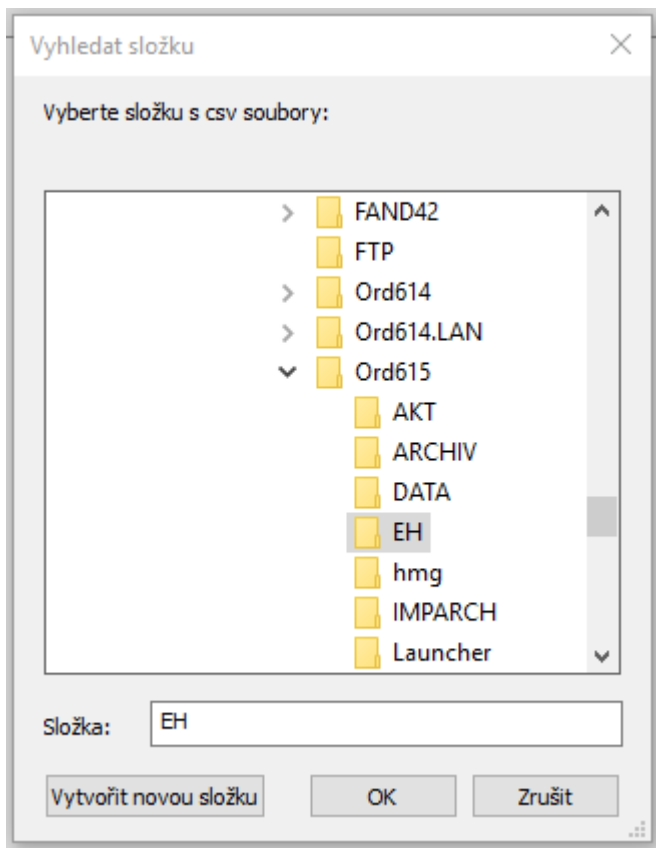 Vyhledat složku
Vyberte složku s csv soubory:
FAND42
FTP
Ord614
Ord614.LAN
Ord615
AKT
ARCHIV
DATA
EH
hmg
IMPARCH
Launcher
Složka: EH
Vytvořit novou složku OK Zrušit